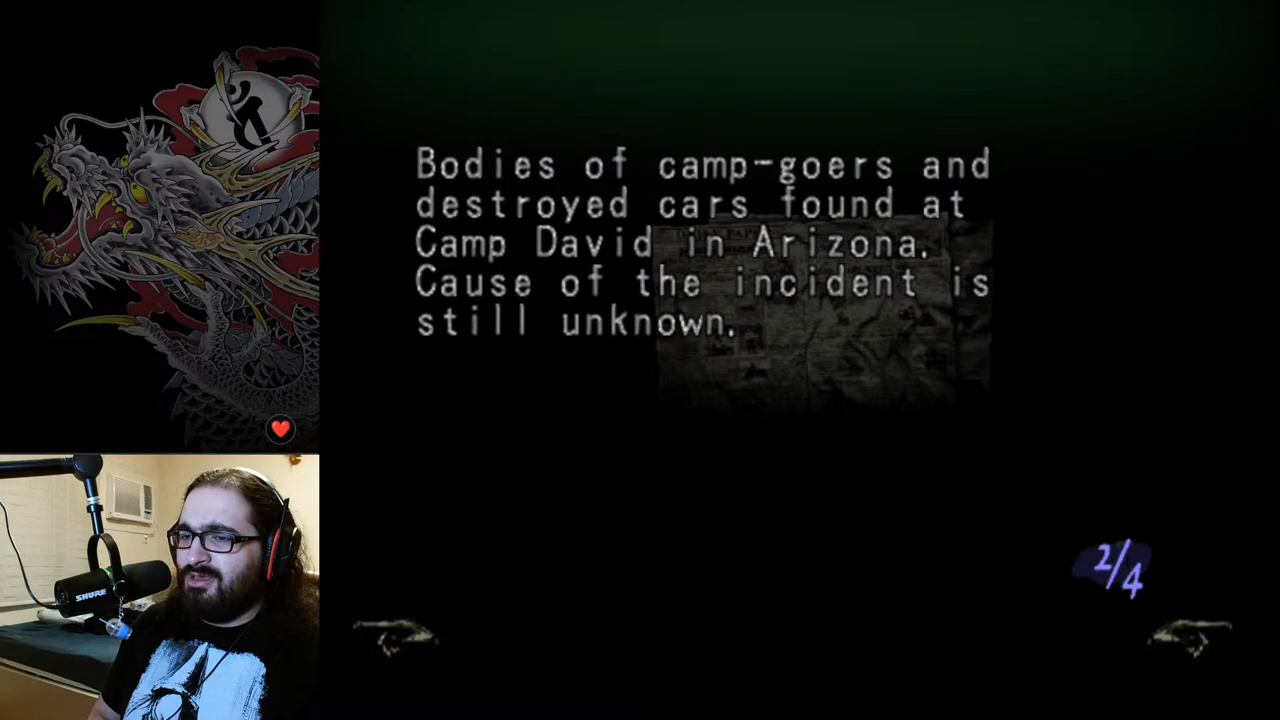 Bodies of camp-goers and
destroyed cars found at
Camp David in Arizona.
Cause of the incident is
still unknown.
2/4
SHURE